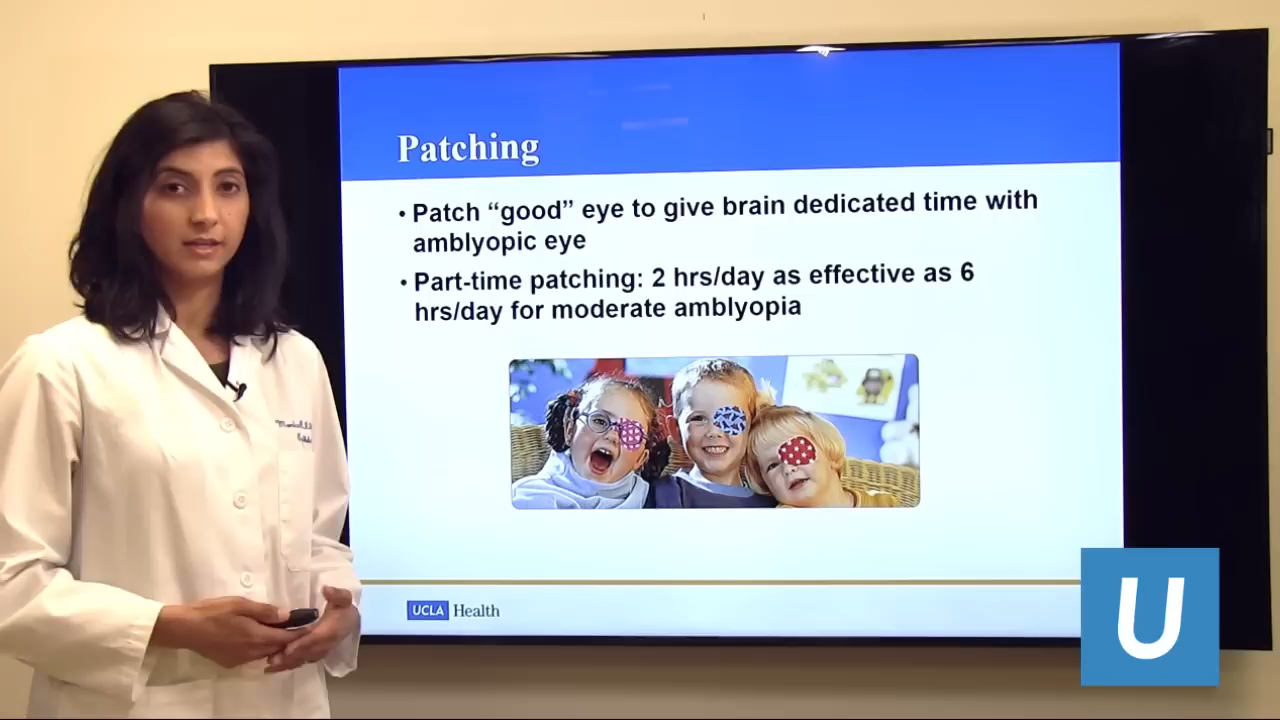 Patching
• Patch “good” eye to give brain dedicated time with
amblyopic eye
• Part-time patching: 2 hrs/day as effective as 6
hrs/day for moderate amblyopia
UCLA Health
U